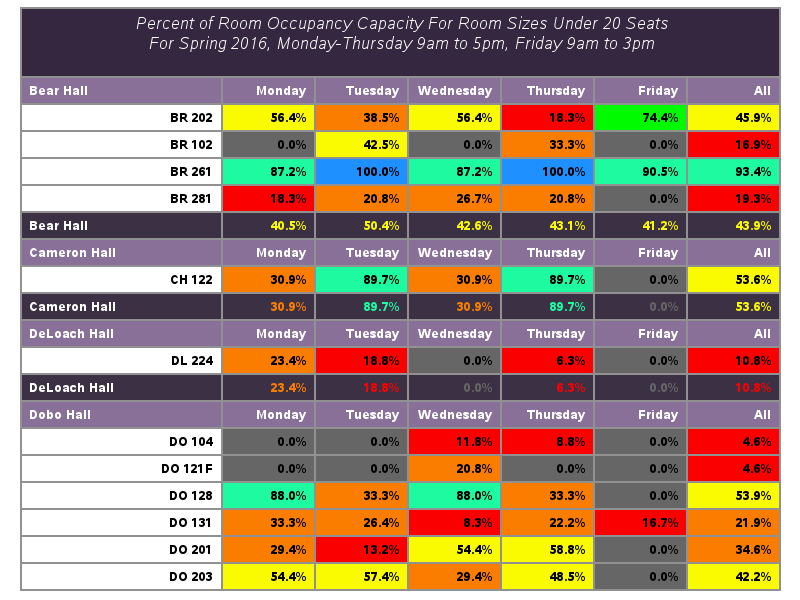 Percent of Room Occupancy Capacity For Room Sizes Under 20 Seats
For Spring 2016, Monday-Thursday 9am to 5pm, Friday 9am to 3pm
Bear Hall Monday Tuesday Wednesday Thursday Friday All
BR 202 56.4% 38.5% 56.4% 18.3% 74.4% 45.9%
BR 102 0.0% 42.5% 0.0% 33.3% 0.0% 16.9%
BR 261 87.2% 100.0% 87.2% 100.0% 90.5% 93.4%
BR 281 18.3% 20.8% 26.7% 20.8% 0.0% 19.3%
Bear Hall 40.5% 50.4% 42.6% 43.1% 41.2% 43.9%
Cameron Hall Monday Tuesday Wednesday Thursday Friday All
CH 122 30.9% 89.7% 30.9% 89.7% 0.0% 53.6%
Cameron Hall 30.9% 89.7% 30.9% 89.7% 0.0% 53.6%
DeLoach Hall Monday Tuesday Wednesday Thursday Friday All
DL 224 23.4% 18.8% 0.0% 6.3% 0.0% 10.8%
DeLoach Hall 23.4% 18.8% 0.0% 6.3% 0.0% 10.8%
Dobo Hall Monday Tuesday Wednesday Thursday Friday All
DO 104 0.0% 0.0% 11.8% 8.8% 0.0% 4.6%
DO 121F 0.0% 0.0% 20.8% 0.0% 0.0% 4.6%
DO 128 88.0% 33.3% 88.0% 33.3% 0.0% 53.9%
DO 131 33.3% 26.4% 8.3% 22.2% 16.7% 21.9%
DO 201 29.4% 13.2% 54.4% 58.8% 0.0% 34.6%
DO 203 54.4% 57.4% 29.4% 48.5% 0.0% 42.2%